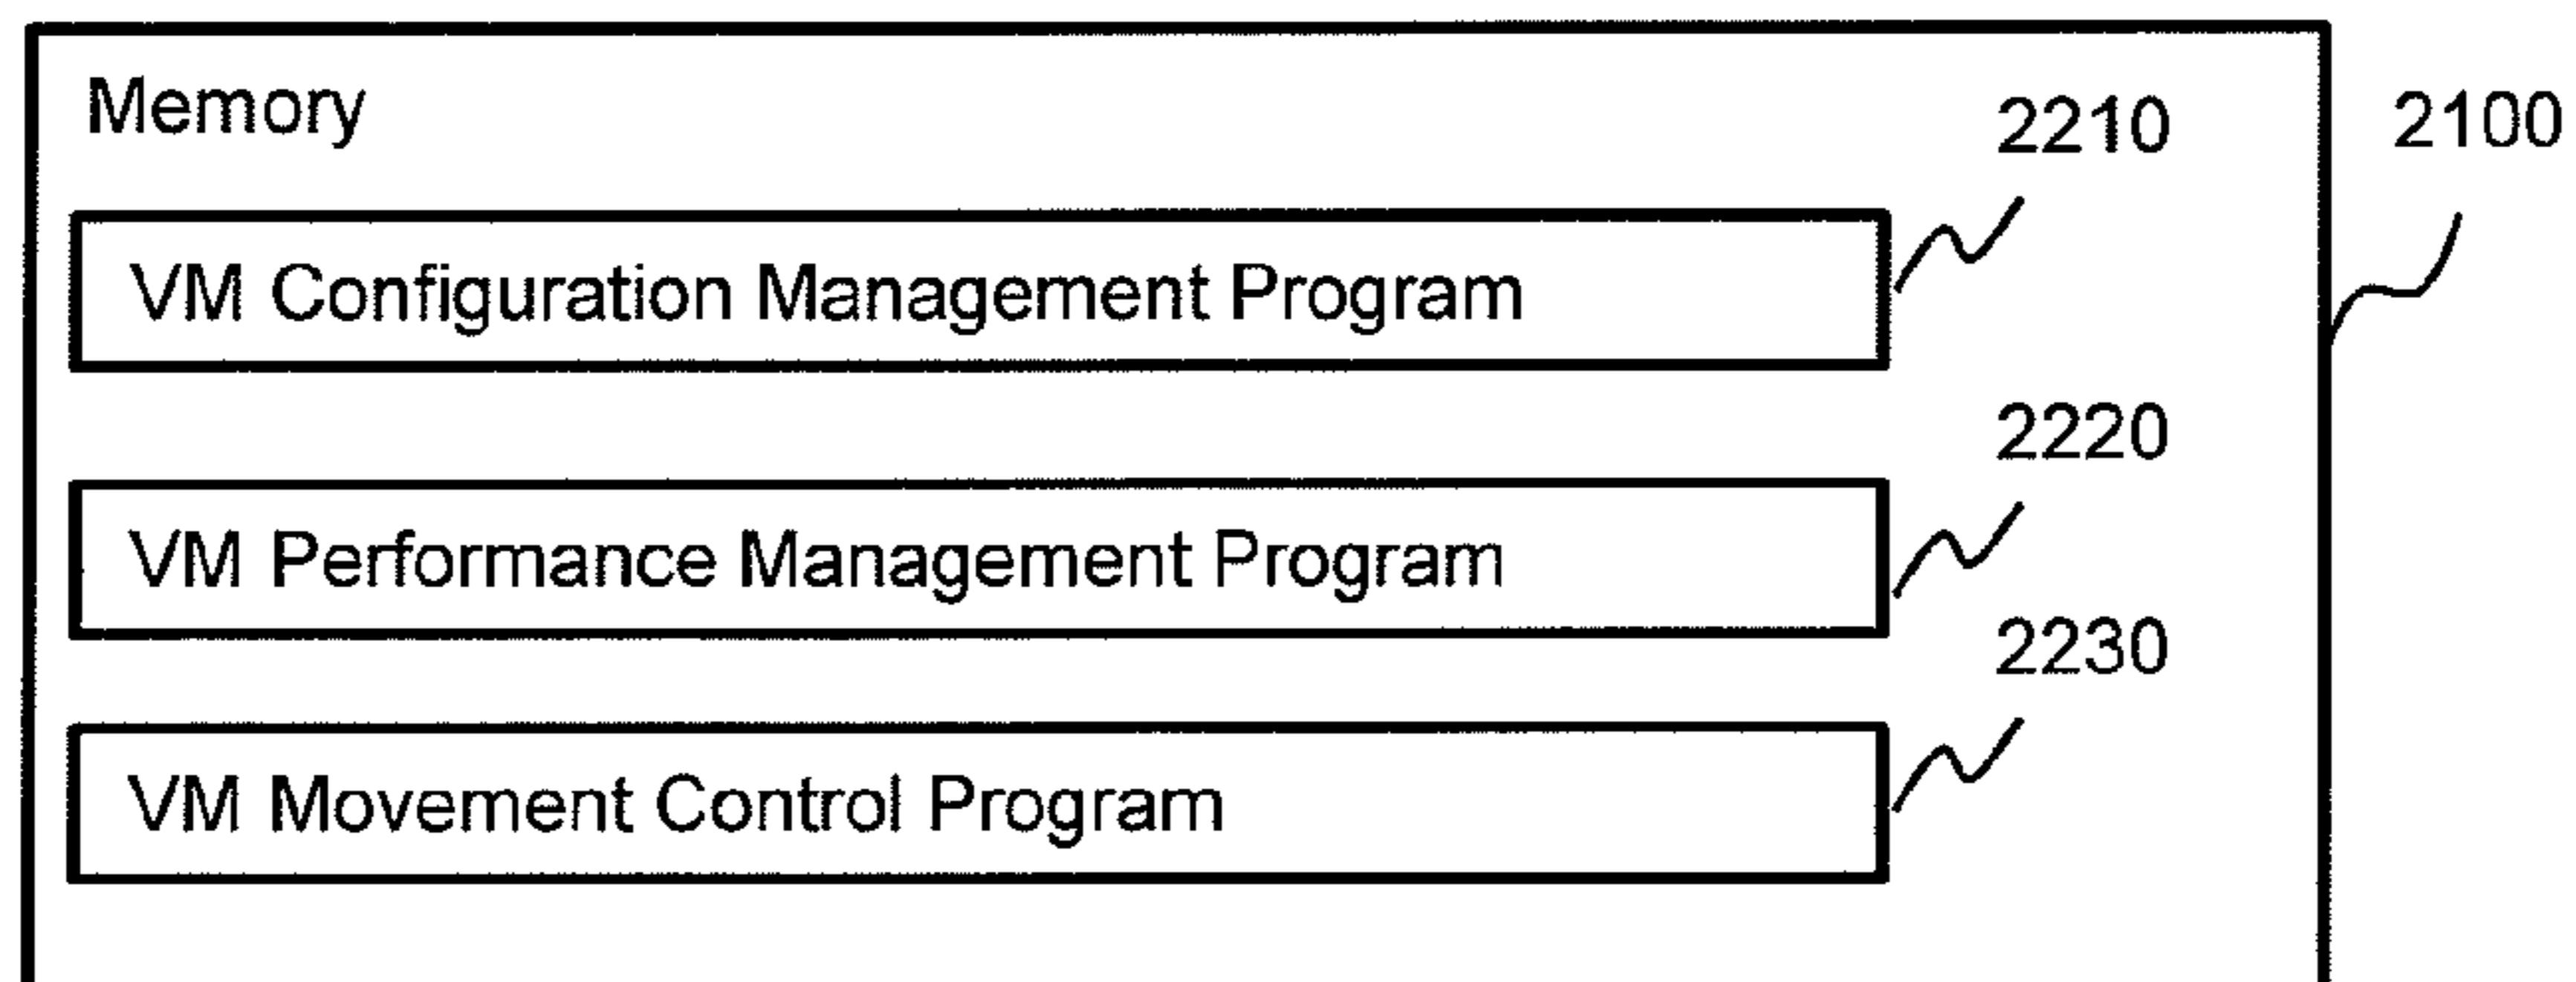 Memory
2210
2100
VM Configuration Management Program
2220
VM Performance Management Program
2230
VM Movement Control Program